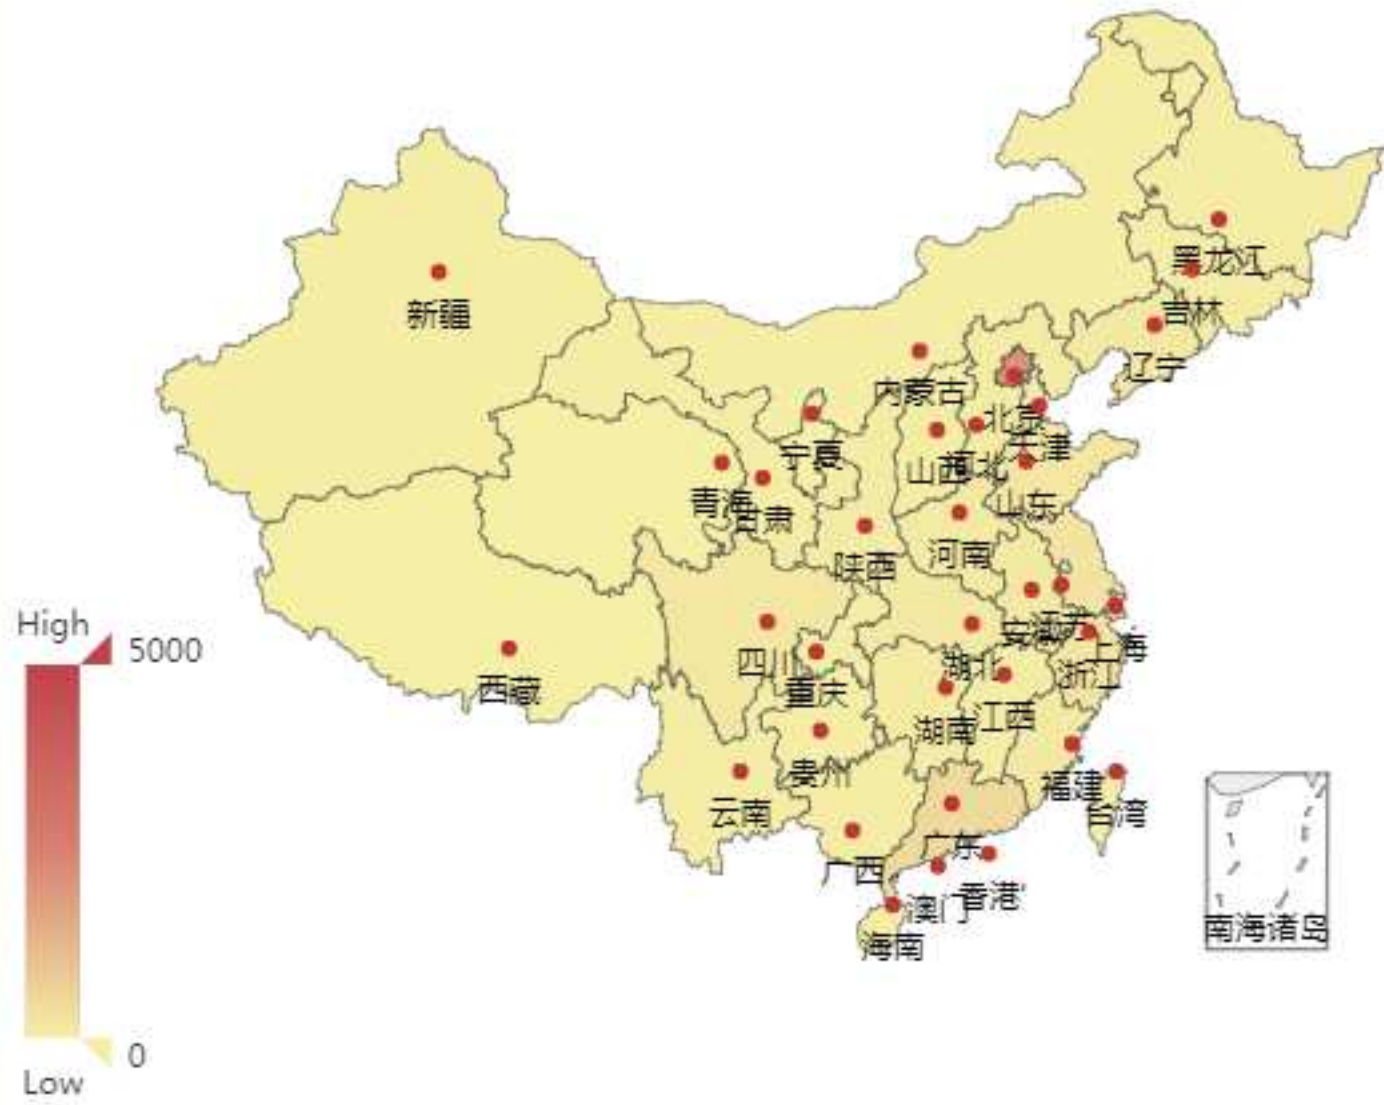 黑龙江
新疆
吉林
辽宁
内蒙古
北京
天津
宁夏
山西
河北
青海
甘肃
山东
河南
陕西
High
5000
江苏
安徽
上海
四川
湖北
浙江
西藏
重庆
湖南
江西
贵州
福建
云南
台湾
广东
广西
香港
澳门
南海诸岛
海南
0
Low